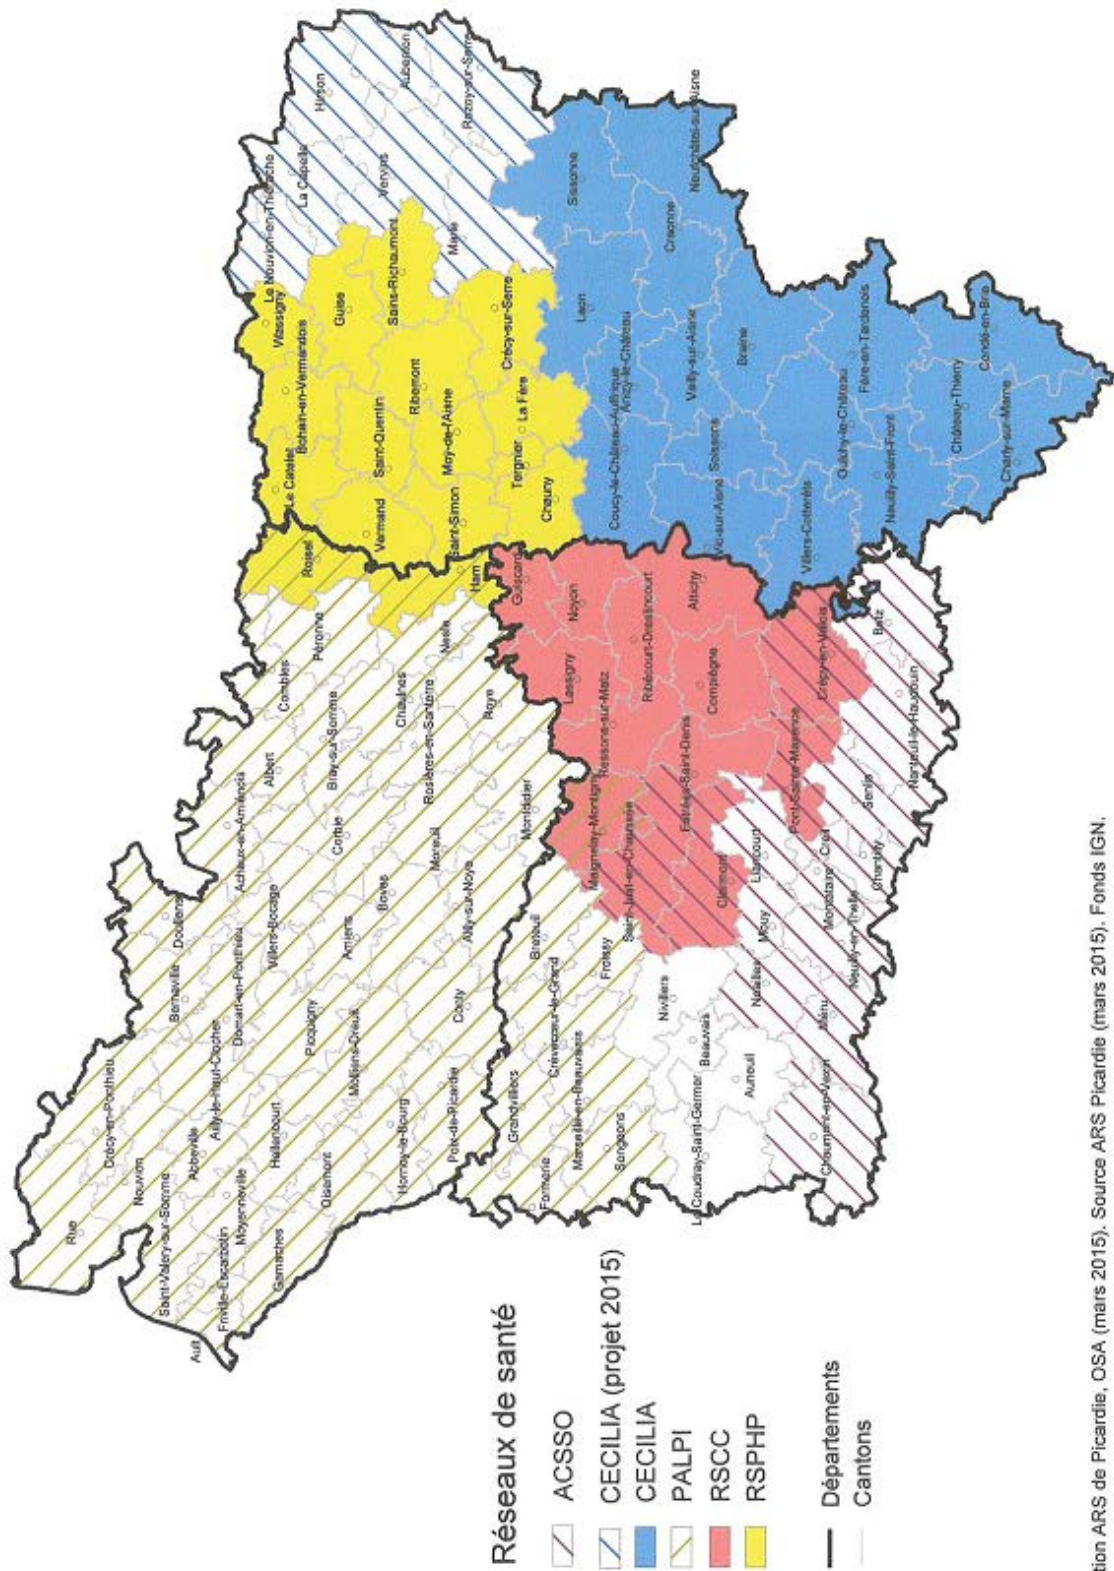 Rue
Crécy-en-Ponthieu
Nouvion
Saint-Valery-sur-Somme
Ault
Friville-Escarbotin
Abbeville
Ailly-le-Haut-Clocher
Moyenneville
Gamaches
Hallencourt
Oisemont
Bernaville
Doullens
Domart-en-Ponthieu
Acheux-en-Amiénois
Villers-Bocage
Picquigny
Molliens-Dreuil
Hornoy-le-Bourg
Poix-de-Picardie
Conty
Amiens
Boves
Corbie
Albert
Bray-sur-Somme
Combles
Péronne
Roisel
Chaulnes
Rosières-en-Santerre
Moreuil
Ailly-sur-Noye
Montdidier
Roye
Nesle
Ham
Le Catelet
Bohain-en-Vermandois
Wassigny
Le Nouvion-en-Thiérache
La Capelle
Hirson
Aubenton
Vervins
Rozoy-sur-Serre
Guise
Sains-Richaumont
Marle
Vermand
Saint-Quentin
Ribemont
Moy-de-l'Aisne
Saint-Simon
Crécy-sur-Serre
La Fère
Tergnier
Chauny
Sissonne
Laon
Coucy-le-Château-Auffrique
Anizy-le-Château
Craonne
Neufchâtel-sur-Aisne
Vailly-sur-Aisne
Soissons
Vic-sur-Aisne
Braine
Villers-Cotterêts
Oulchy-le-Château
Fère-en-Tardenois
Neuilly-Saint-Front
Château-Thierry
Condé-en-Brie
Charly-sur-Marne
Guiscard
Noyon
Lassigny
Ribécourt-Dreslincourt
Attichy
Ressons-sur-Matz
Compiègne
Maignelay-Montigny
Saint-Just-en-Chaussée
Estrées-Saint-Denis
Clermont
Liancourt
Pont-Sainte-Maxence
Crépy-en-Valois
Betz
Nanteuil-le-Haudouin
Senlis
Creil
Montataire
Chantilly
Neuilly-en-Thelle
Mouy
Noailles
Méru
Chaumont-en-Vexin
Auneuil
Beauvais
Nivillers
Le Coudray-Saint-Germer
Songeons
Marseille-en-Beauvaisis
Formerie
Grandvilliers
Crèvecœur-le-Grand
Froissy
Breteuil
Réseaux de santé
ACSSO
CECILIA (projet 2015)
CECILIA
PALPI
RSCC
RSPHP
Départements
Cantons
ARS de Picardie, OSA (mars 2015). Source ARS Picardie (mars 2015). Fonds IGN.